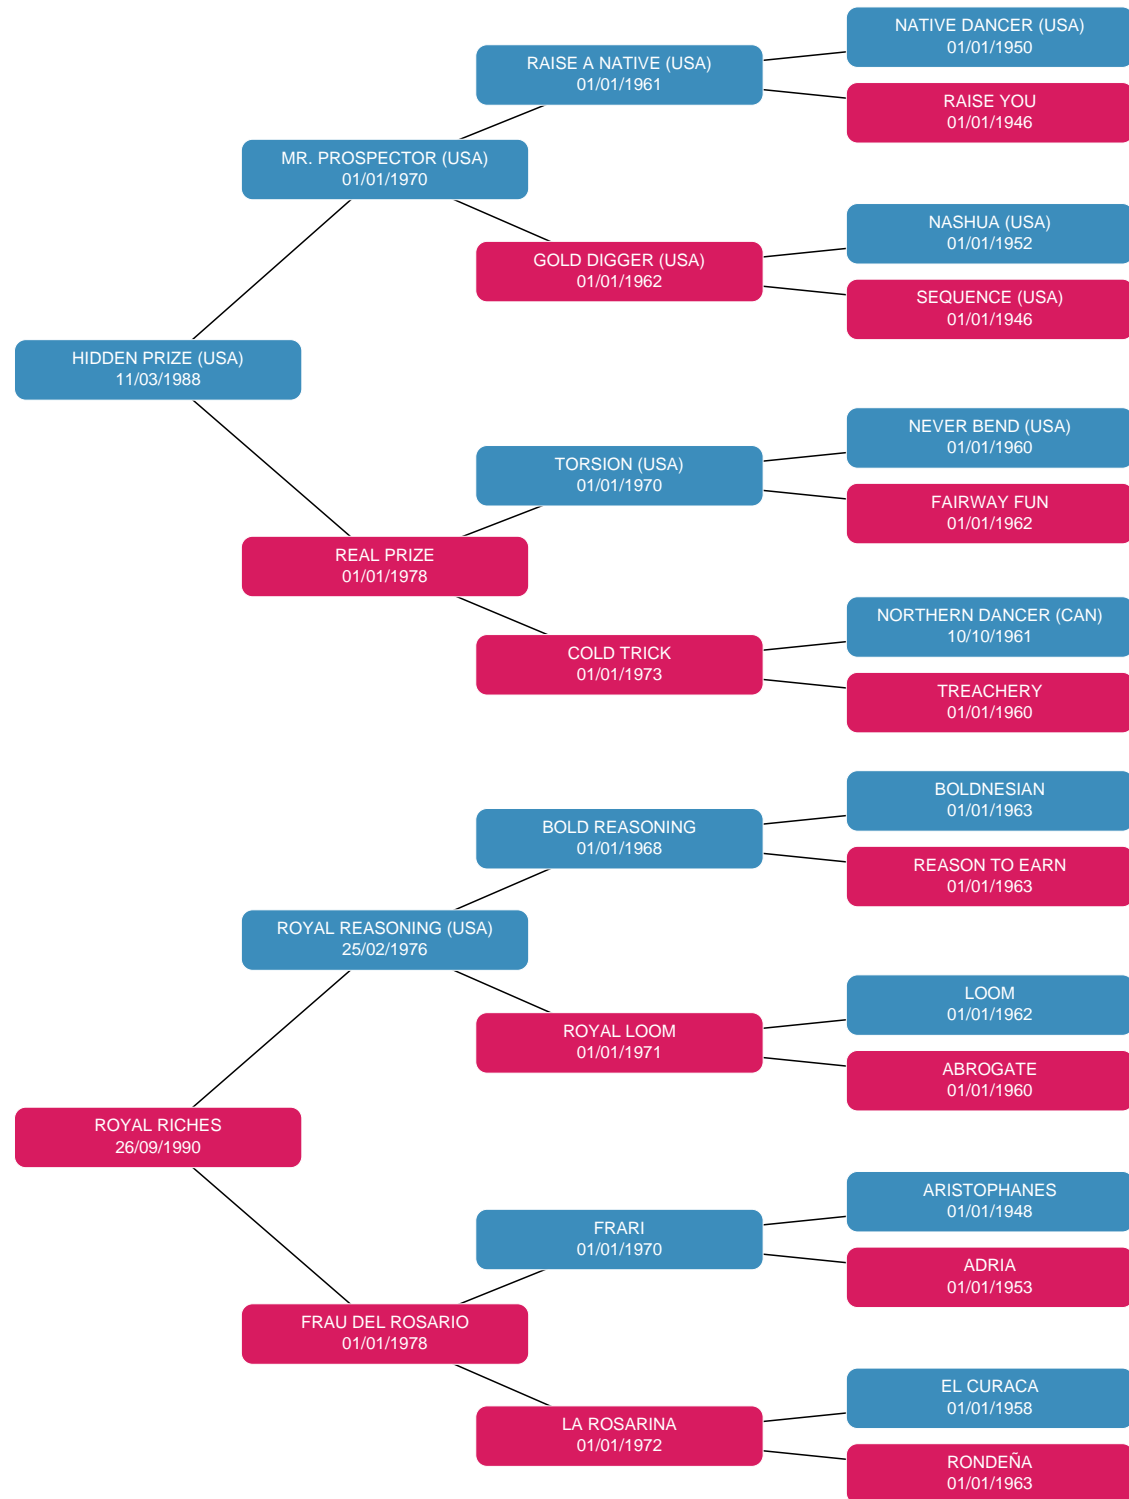 NATIVE DANCER (USA)
01/01/1950
RAISE A NATIVE (USA)
01/01/1961
RAISE YOU
01/01/1946
MR. PROSPECTOR (USA)
01/01/1970
NASHUA (USA)
01/01/1952
GOLD DIGGER (USA)
01/01/1962
SEQUENCE (USA)
01/01/1946
HIDDEN PRIZE (USA)
11/03/1988
NEVER BEND (USA)
01/01/1960
TORSION (USA)
01/01/1970
FAIRWAY FUN
01/01/1962
REAL PRIZE
01/01/1978
NORTHERN DANCER (CAN)
10/10/1961
COLD TRICK
01/01/1973
TREACHERY
01/01/1960
BOLDNESIAN
01/01/1963
BOLD REASONING
01/01/1968
REASON TO EARN
01/01/1963
ROYAL REASONING (USA)
25/02/1976
LOOM
01/01/1962
ROYAL LOOM
01/01/1971
ABROGATE
01/01/1960
ROYAL RICHES
26/09/1990
ARISTOPHANES
01/01/1948
FRARI
01/01/1970
ADRIA
01/01/1953
FRAU DEL ROSARIO
01/01/1978
EL CURACA
01/01/1958
LA ROSARINA
01/01/1972
RONDEÑA
01/01/1963